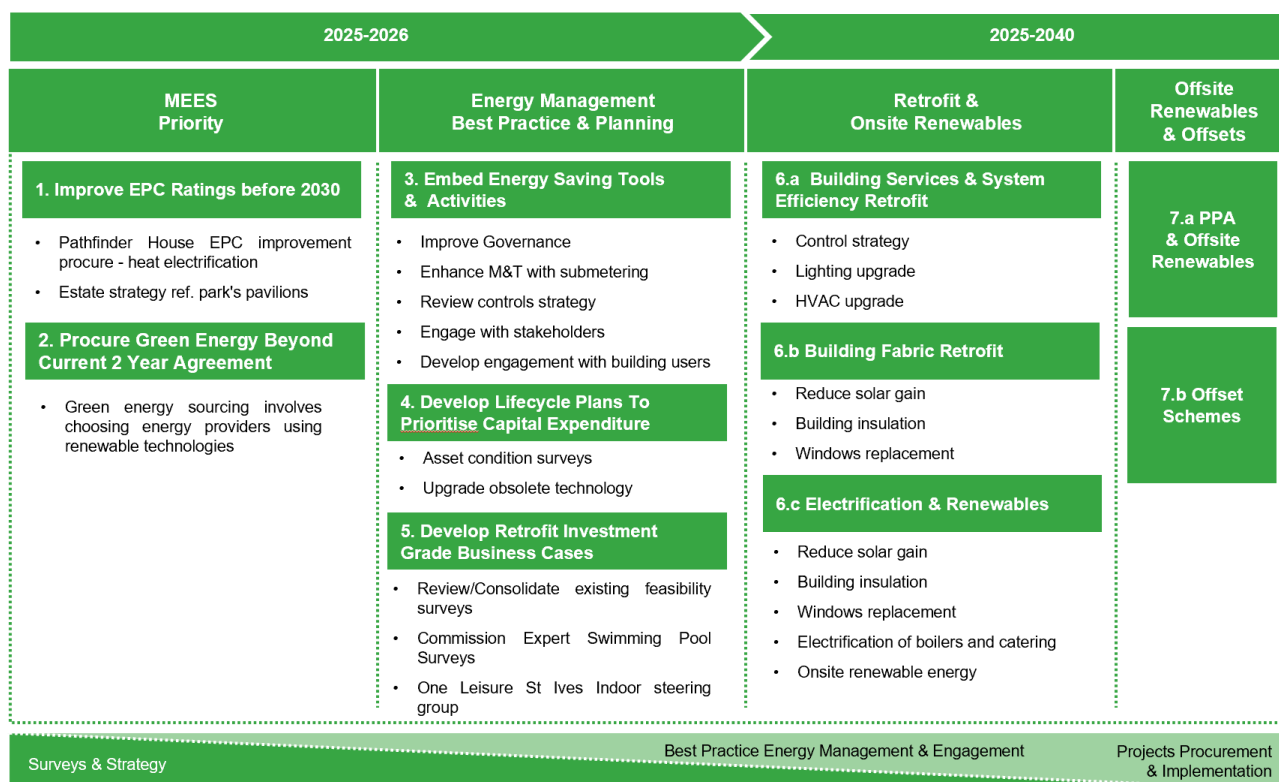 2025-2026
2025-2040
MEES
Priority
Energy Management
Best Practice & Planning
Retrofit &
Onsite Renewables
Offsite
Renewables
& Offsets
1. Improve EPC Ratings before 2030
• Pathfinder House EPC improvement
procure - heat electrification
• Estate strategy ref. park's pavilions
2. Procure Green Energy Beyond
Current 2 Year Agreement
• Green energy sourcing involves
choosing energy providers using
renewable technologies
3. Embed Energy Saving Tools
& Activities
• Improve Governance
• Enhance M&T with submetering
• Review controls strategy
• Engage with stakeholders
• Develop engagement with building users
4. Develop Lifecycle Plans To
Prioritise Capital Expenditure
• Asset condition surveys
• Upgrade obsolete technology
5. Develop Retrofit Investment
Grade Business Cases
• Review/Consolidate existing feasibility
surveys
• Commission Expert Swimming Pool
Surveys
• One Leisure St Ives Indoor steering
group
6.a Building Services & System
Efficiency Retrofit
• Control strategy
• Lighting upgrade
• HVAC upgrade
6.b Building Fabric Retrofit
• Reduce solar gain
• Building insulation
• Windows replacement
6.c Electrification & Renewables
• Reduce solar gain
• Building insulation
• Windows replacement
• Electrification of boilers and catering
• Onsite renewable energy
7.a PPA
& Offsite
Renewables
7.b Offset
Schemes
Surveys & Strategy
Best Practice Energy Management & Engagement
Projects Procurement
& Implementation